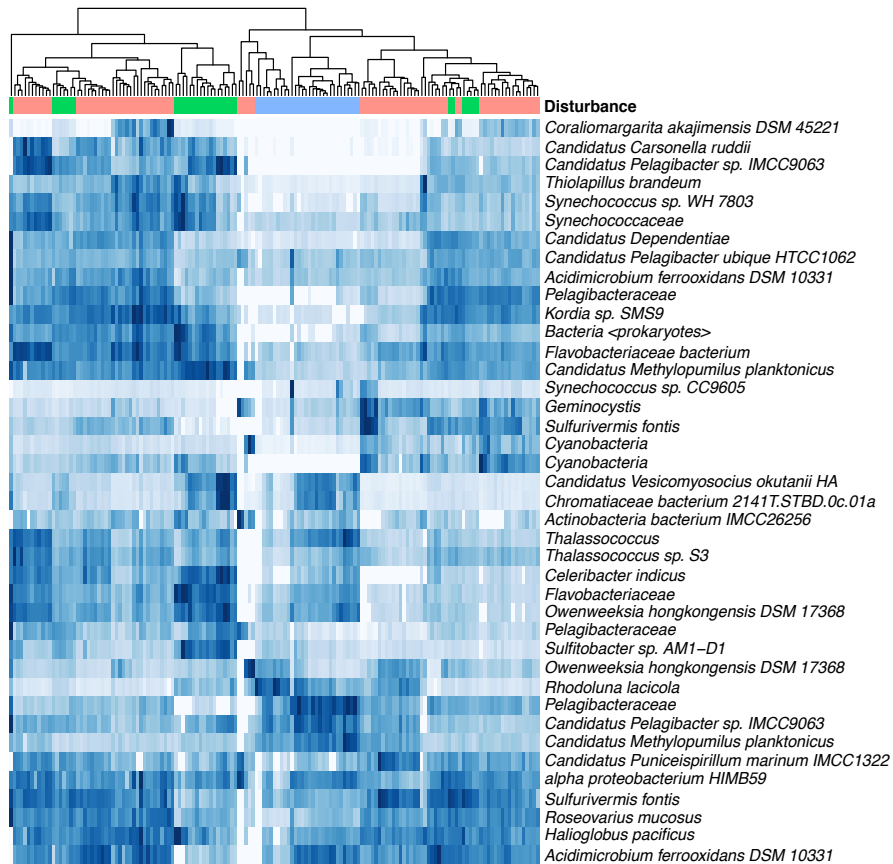 Disturbance
Coraliomargarita akajimensis DSM 45221
Candidatus Carsonella ruddii
Candidatus Pelagibacter sp. IMCC9063
Thiolapillus brandeum
Synechococcus sp. WH 7803
Synechococcaceae
Candidatus Dependentiae
Candidatus Pelagibacter ubique HTCC1062
Acidimicrobium ferrooxidans DSM 10331
Pelagibacteraceae
Kordia sp. SMS9
Bacteria <prokaryotes>
Flavobacteriaceae bacterium
Candidatus Methylopumilus planktonicus
Synechococcus sp. CC9605
Geminocystis
Sulfurivermis fontis
Cyanobacteria
Cyanobacteria
Candidatus Vesicomyosocius okutanii HA
Chromatiaceae bacterium 2141T.STBD.0c.01a
Actinobacteria bacterium IMCC26256
Thalassococcus
Thalassococcus sp. S3
Celeribacter indicus
Flavobacteriaceae
Owenweeksia hongkongensis DSM 17368
Pelagibacteraceae
Sulfitobacter sp. AM1−D1
Owenweeksia hongkongensis DSM 17368
Rhodoluna lacicola
Pelagibacteraceae
Candidatus Pelagibacter sp. IMCC9063
Candidatus Methylopumilus planktonicus
Candidatus Puniceispirillum marinum IMCC1322
alpha proteobacterium HIMB59
Sulfurivermis fontis
Roseovarius mucosus
Halioglobus pacificus
Acidimicrobium ferrooxidans DSM 10331